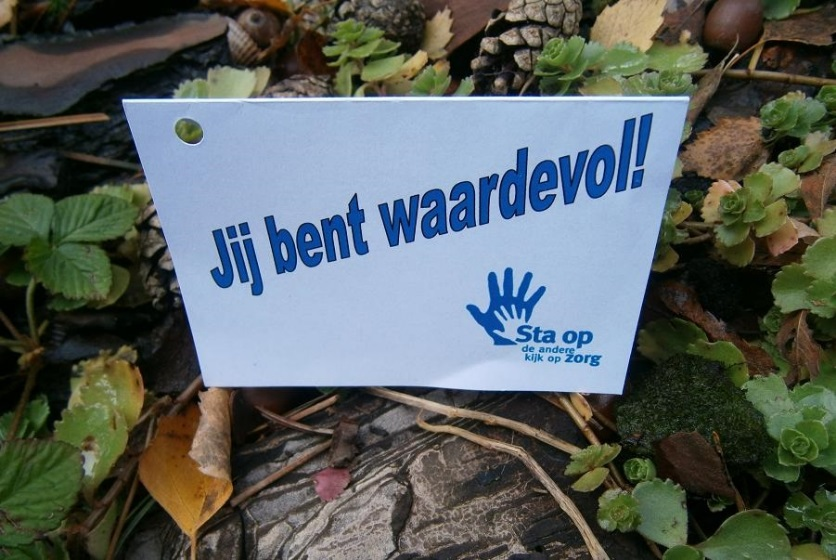 Jij bent waardevol!
Sta op
de andere
kijk op zorg